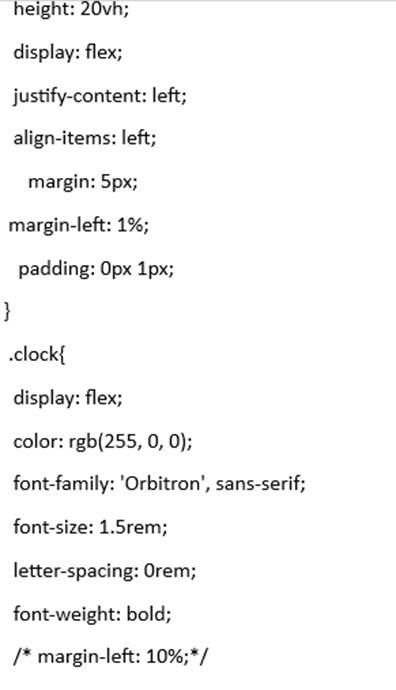 height: 20vh;
display: flex;
justify-content: left;
align-items: left;
margin: 5px;
margin-left: 1%;
padding: 0px 1px;
}
.clock{
display: flex;
color: rgb(255, 0, 0);
font-family: 'Orbitron', sans-serif;
font-size: 1.5rem;
letter-spacing: 0rem;
font-weight: bold;
/* margin-left: 10%;*/